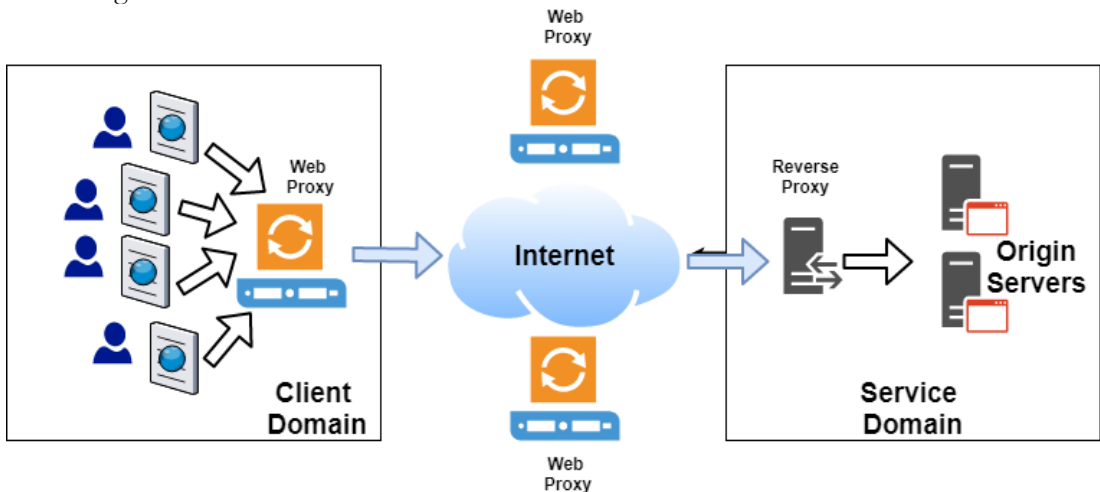 Web
Proxy
Web
Proxy
Reverse
Proxy
Internet
Origin
Servers
Client
Domain
Service
Domain
Web
Proxy